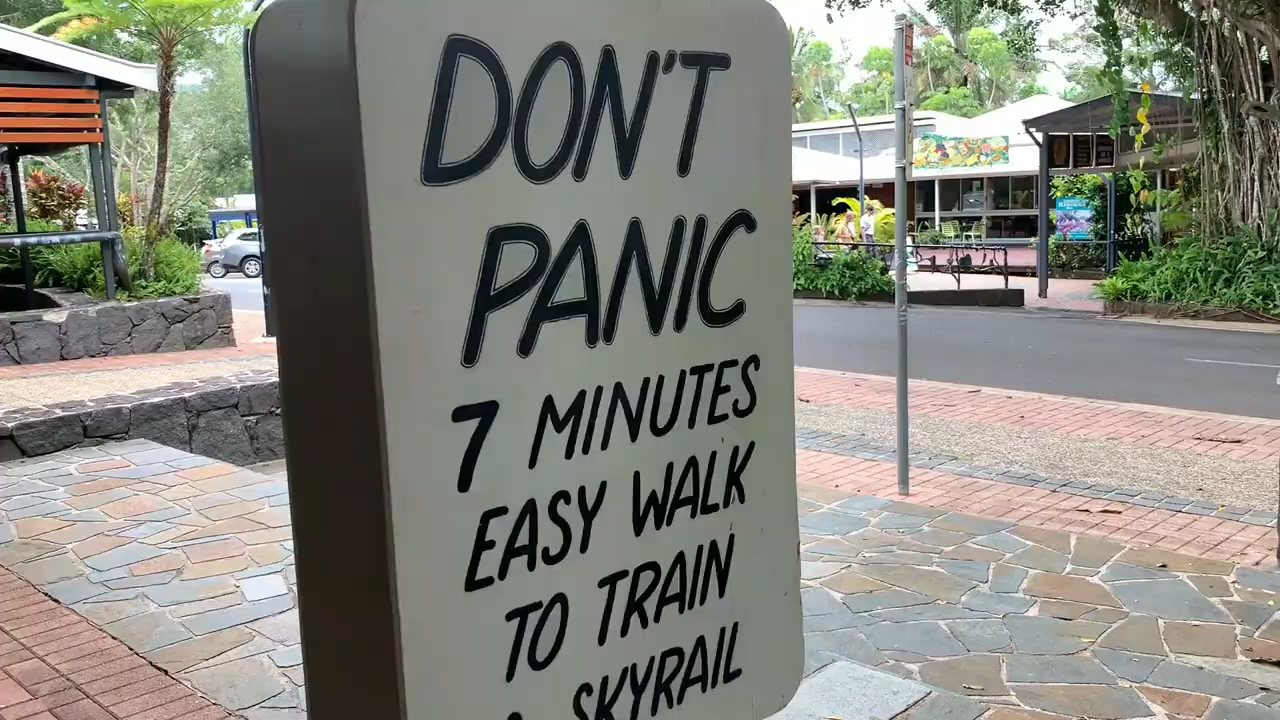 DON'T
PANIC
7 MINUTES
EASY WALK
TO TRAIN
& SKYRAIL